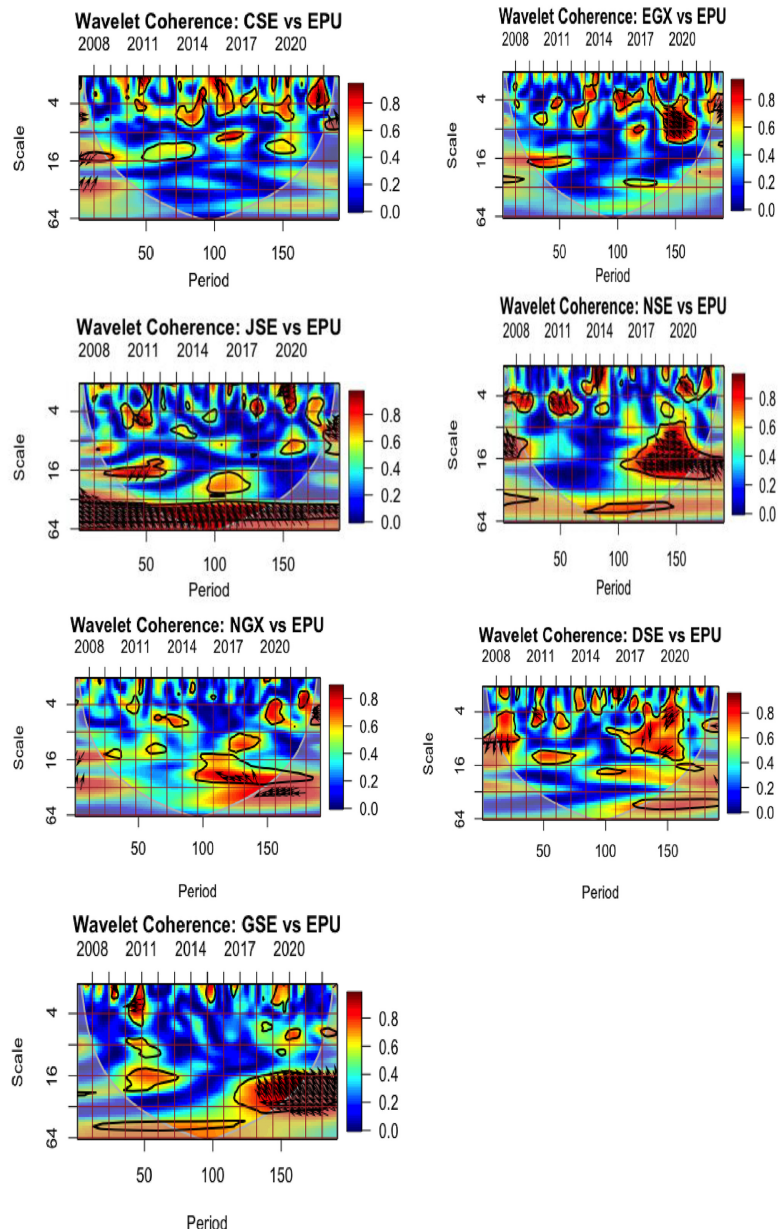 Wavelet Coherence: CSE vs EPU
2008 2011 2014 2017 2020
Scale
4
16
64
0.8
0.6
0.4
0.2
0.0
50 100 150
Period
Wavelet Coherence: EGX vs EPU
2008 2011 2014 2017 2020
Scale
4
16
64
0.8
0.6
0.4
0.2
0.0
50 100 150
Period
Wavelet Coherence: JSE vs EPU
2008 2011 2014 2017 2020
Scale
4
16
64
0.8
0.6
0.4
0.2
0.0
50 100 150
Period
Wavelet Coherence: NSE vs EPU
2008 2011 2014 2017 2020
Scale
4
16
64
0.8
0.6
0.4
0.2
0.0
50 100 150
Period
Wavelet Coherence: NGX vs EPU
2008 2011 2014 2017 2020
Scale
4
16
64
0.8
0.6
0.4
0.2
0.0
50 100 150
Period
Wavelet Coherence: DSE vs EPU
2008 2011 2014 2017 2020
Scale
4
16
64
0.8
0.6
0.4
0.2
0.0
50 100 150
Period
Wavelet Coherence: GSE vs EPU
2008 2011 2014 2017 2020
Scale
4
16
64
0.8
0.6
0.4
0.2
0.0
50 100 150
Period